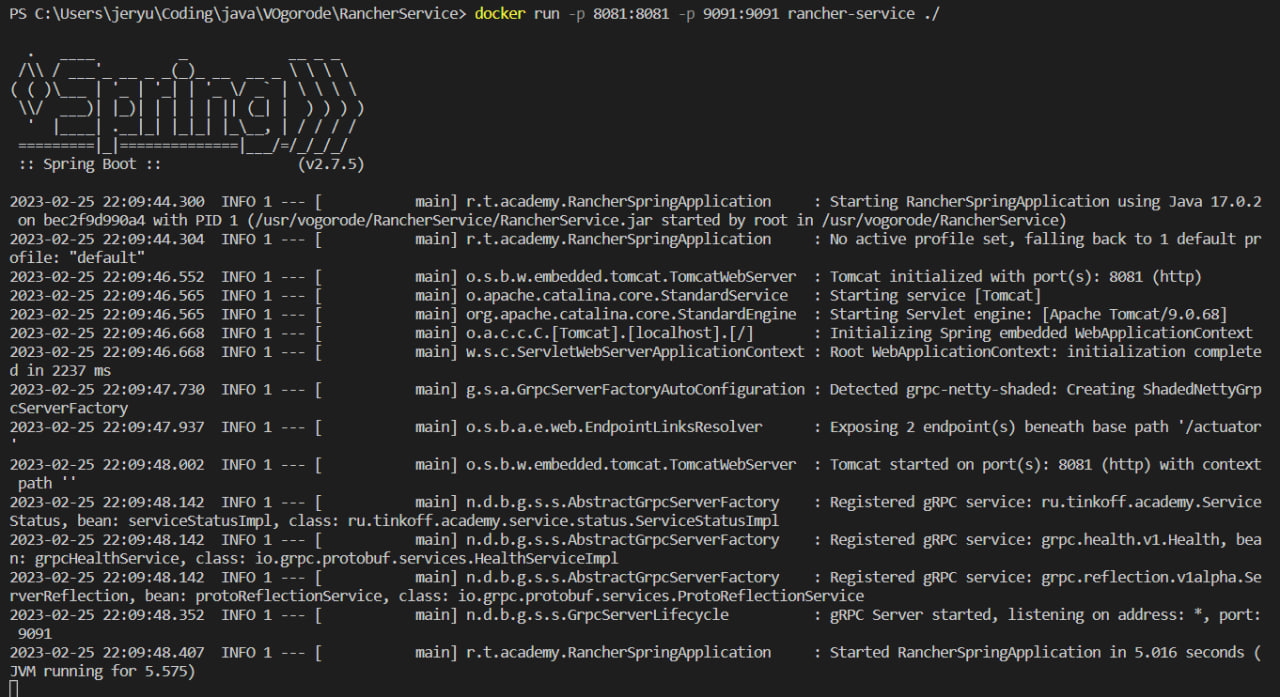 PS C:\Users\jeryu\Coding\java\VOgorode\RancherService> docker run -p 8081:8081 -p 9091:9091 rancher-service ./
  .   ____          _            __ _ _
 /\\ / ___'_ __ _ _(_)_ __  __ _ \ \ \ \
( ( )\___ | '_ | '_| | '_ \/ _` | \ \ \ \
 \\/  ___)| |_)| | | | | || (_| |  ) ) ) )
  '  |____| .__|_| |_|_| |_\__, | / / / /
 =========|_|==============|___/=/_/_/_/
 :: Spring Boot ::                (v2.7.5)
2023-02-25 22:09:44.300  INFO 1 --- [           main] r.t.academy.RancherSpringApplication     : Starting RancherSpringApplication using Java 17.0.2
 on bec2f9d990a4 with PID 1 (/usr/vogorode/RancherService/RancherService.jar started by root in /usr/vogorode/RancherService)
2023-02-25 22:09:44.304  INFO 1 --- [           main] r.t.academy.RancherSpringApplication     : No active profile set, falling back to 1 default pr
ofile: "default"
2023-02-25 22:09:46.552  INFO 1 --- [           main] o.s.b.w.embedded.tomcat.TomcatWebServer  : Tomcat initialized with port(s): 8081 (http)
2023-02-25 22:09:46.565  INFO 1 --- [           main] o.apache.catalina.core.StandardService   : Starting service [Tomcat]
2023-02-25 22:09:46.565  INFO 1 --- [           main] org.apache.catalina.core.StandardEngine  : Starting Servlet engine: [Apache Tomcat/9.0.68]
2023-02-25 22:09:46.668  INFO 1 --- [           main] o.a.c.c.C.[Tomcat].[localhost].[/]       : Initializing Spring embedded WebApplicationContext
2023-02-25 22:09:46.668  INFO 1 --- [           main] w.s.c.ServletWebServerApplicationContext : Root WebApplicationContext: initialization complete
d in 2237 ms
2023-02-25 22:09:47.730  INFO 1 --- [           main] g.s.a.GrpcServerFactoryAutoConfiguration : Detected grpc-netty-shaded: Creating ShadedNettyGrp
cServerFactory
2023-02-25 22:09:47.937  INFO 1 --- [           main] o.s.b.a.e.web.EndpointLinksResolver      : Exposing 2 endpoint(s) beneath base path '/actuator
'
2023-02-25 22:09:48.002  INFO 1 --- [           main] o.s.b.w.embedded.tomcat.TomcatWebServer  : Tomcat started on port(s): 8081 (http) with context
 path ''
2023-02-25 22:09:48.142  INFO 1 --- [           main] n.d.b.g.s.s.AbstractGrpcServerFactory    : Registered gRPC service: ru.tinkoff.academy.Service
Status, bean: serviceStatusImpl, class: ru.tinkoff.academy.service.status.ServiceStatusImpl
2023-02-25 22:09:48.142  INFO 1 --- [           main] n.d.b.g.s.s.AbstractGrpcServerFactory    : Registered gRPC service: grpc.health.v1.Health, bea
n: grpcHealthService, class: io.grpc.protobuf.services.HealthServiceImpl
2023-02-25 22:09:48.142  INFO 1 --- [           main] n.d.b.g.s.s.AbstractGrpcServerFactory    : Registered gRPC service: grpc.reflection.v1alpha.Se
rverReflection, bean: protoReflectionService, class: io.grpc.protobuf.services.ProtoReflectionService
2023-02-25 22:09:48.352  INFO 1 --- [           main] n.d.b.g.s.s.GrpcServerLifecycle          : gRPC Server started, listening on address: *, port:
 9091
2023-02-25 22:09:48.407  INFO 1 --- [           main] r.t.academy.RancherSpringApplication     : Started RancherSpringApplication in 5.016 seconds (
JVM running for 5.575)